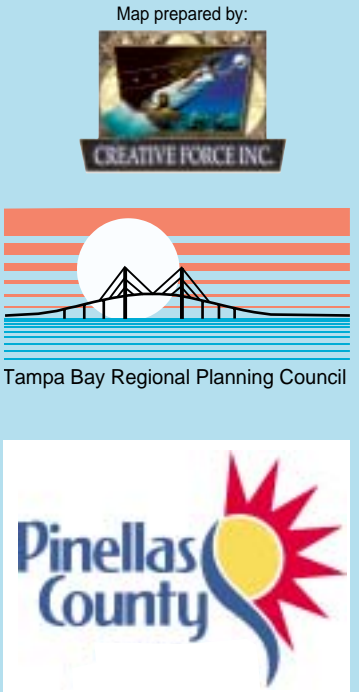 Map prepared by:
CREATIVE FORCE INC.
Tampa Bay Regional Planning Council
Pinellas
County